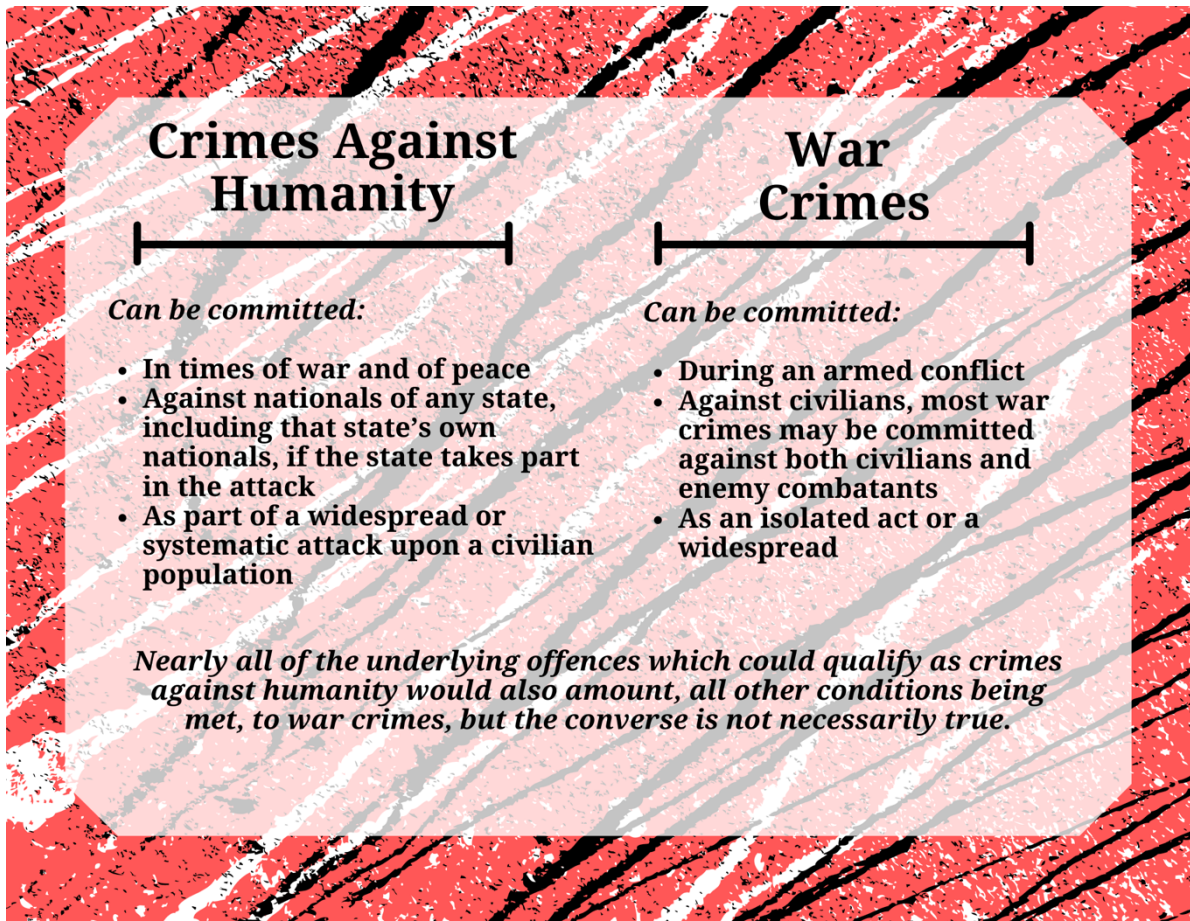 Crimes Against
Humanity
Can be committed:
• In times of war and of peace
• Against nationals of any state,
including that state’s own
nationals, if the state takes part
in the attack
• As part of a widespread or
systematic attack upon a civilian
population
War
Crimes
Can be committed:
• During an armed conflict
• Against civilians, most war
crimes may be committed
against both civilians and
enemy combatants
• As an isolated act or a
widespread
Nearly all of the underlying offences which could qualify as crimes
against humanity would also amount, all other conditions being
met, to war crimes, but the converse is not necessarily true.